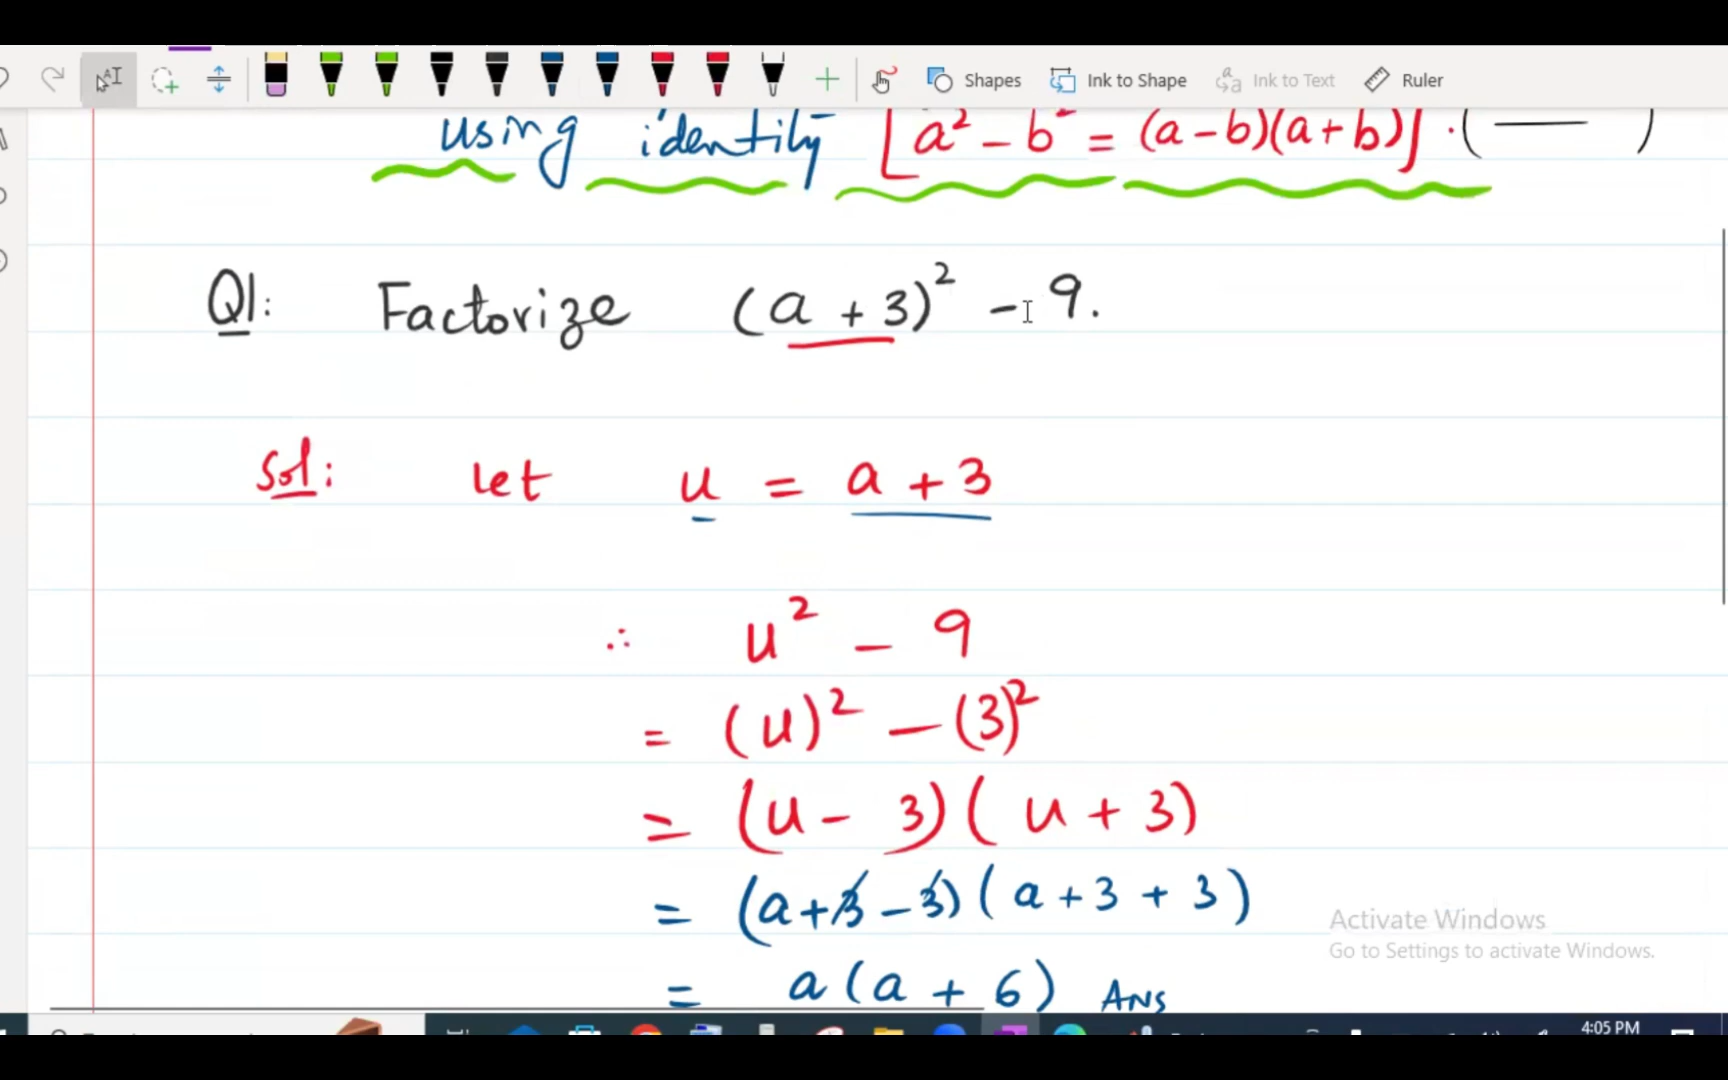 Shapes Ink to Shape Ink to Text Ruler
using identity [a² - b² = (a-b)(a+b)] . ( — )
Q1: Factorize (a + 3)² - 9.
Sol: let u = a + 3
∴ u² - 9
= (u)² - (3)²
= (u - 3)(u + 3)
= (a+3-3)(a+3+3)
= a(a + 6) Ans
Activate Windows
Go to Settings to activate Windows.
4:05 PM